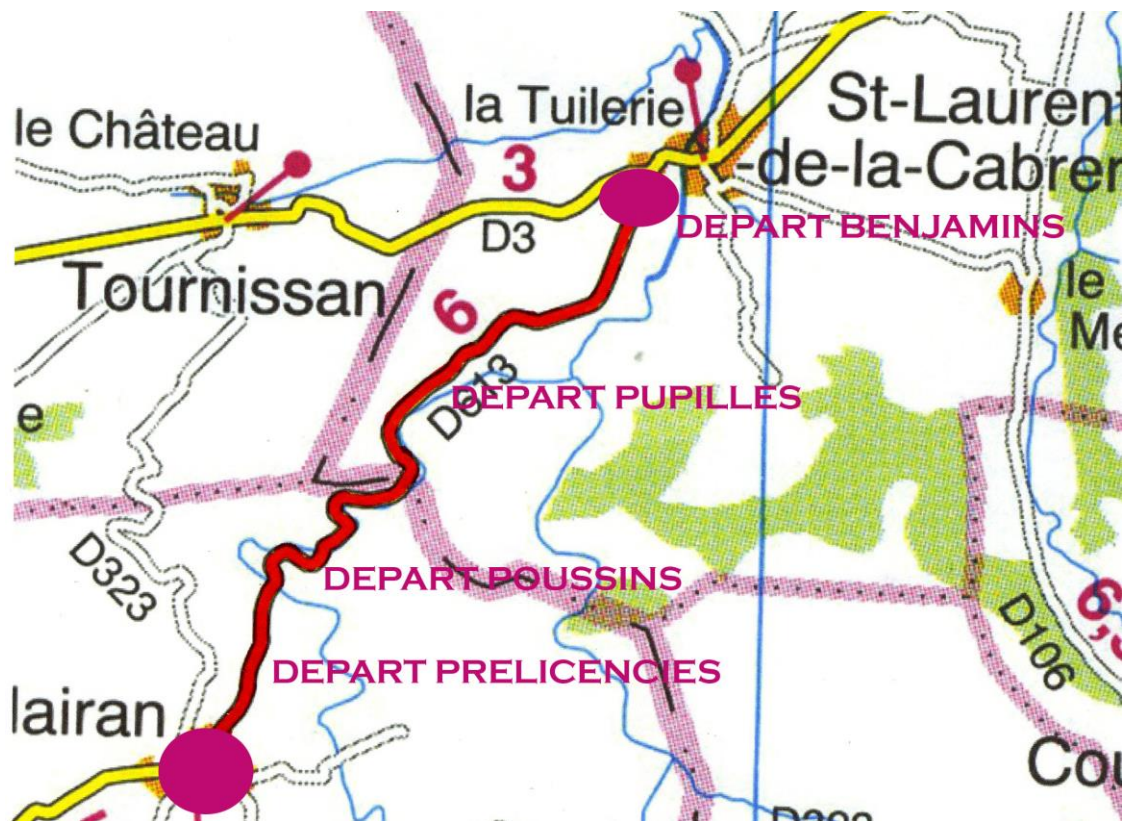 le Château
la Tuilerie
St-Laurent
-de-la-Cabrer
3
D3
DEPART BENJAMINS
Tournissan
6
le
Me
D613
DEPART PUPILLES
e
D323
DEPART POUSSINS
D106
6,5
DEPART PRELICENCIES
lairan
Cou